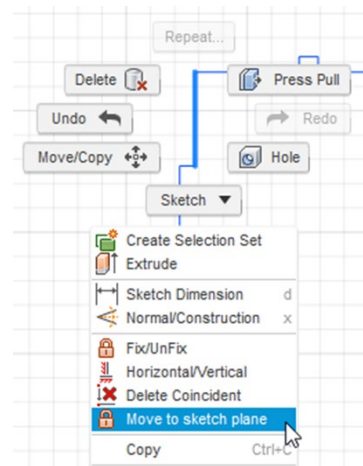 Repeat...
Delete Press Pull
Undo Redo
Move/Copy Hole
Sketch
Create Selection Set
Extrude
Sketch Dimension d
Normal/Construction x
Fix/UnFix
Horizontal/Vertical
Delete Coincident
Move to sketch plane
Copy Ctrl+C